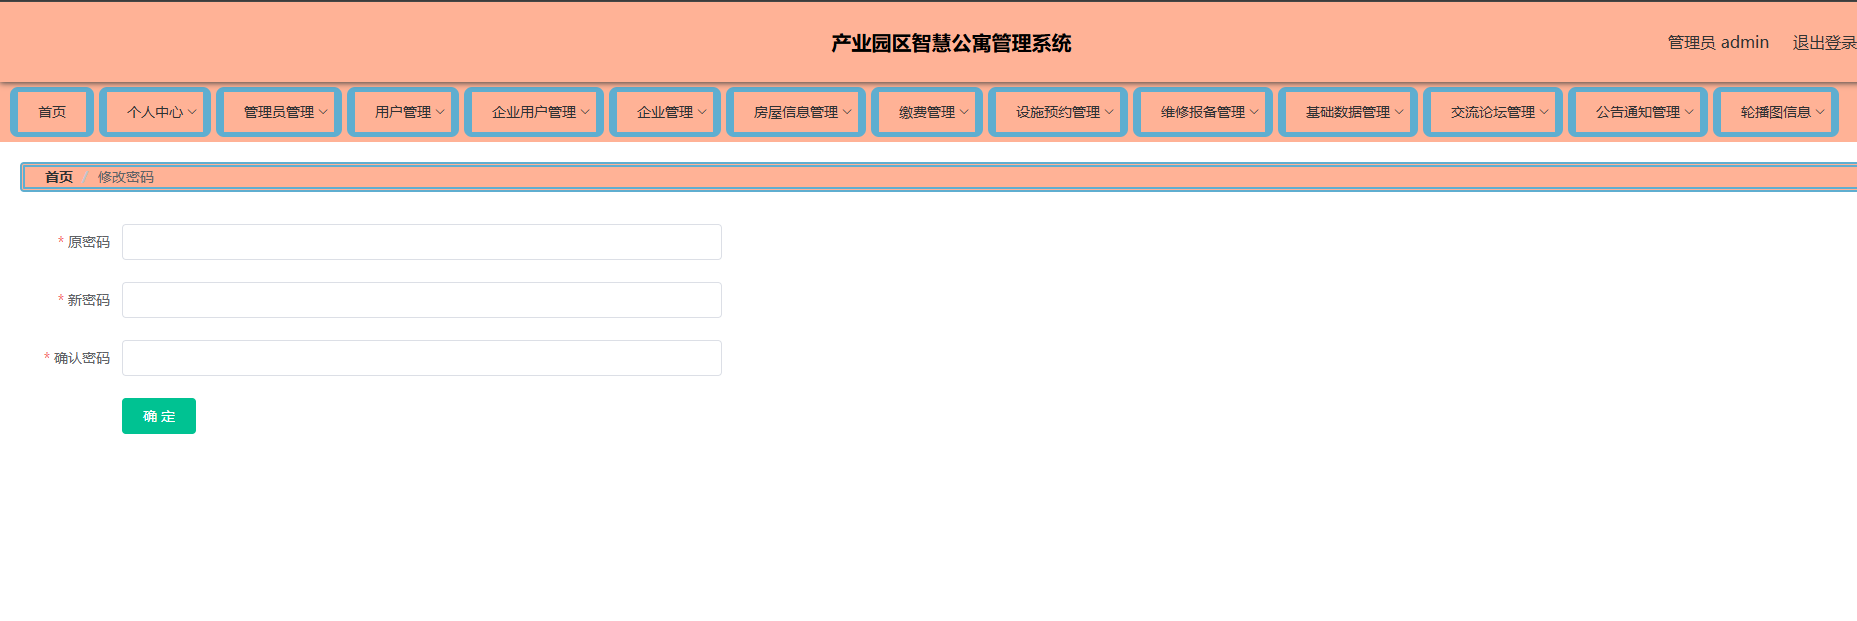 产业园区智慧公寓管理系统
管理员 admin 退出登录
首页 个人中心 管理员管理 用户管理 企业用户管理 企业管理 房屋信息管理 缴费管理 设施预约管理 维修报备管理 基础数据管理 交流论坛管理 公告通知管理 轮播图信息
首页 / 修改密码
* 原密码
* 新密码
* 确认密码
确 定